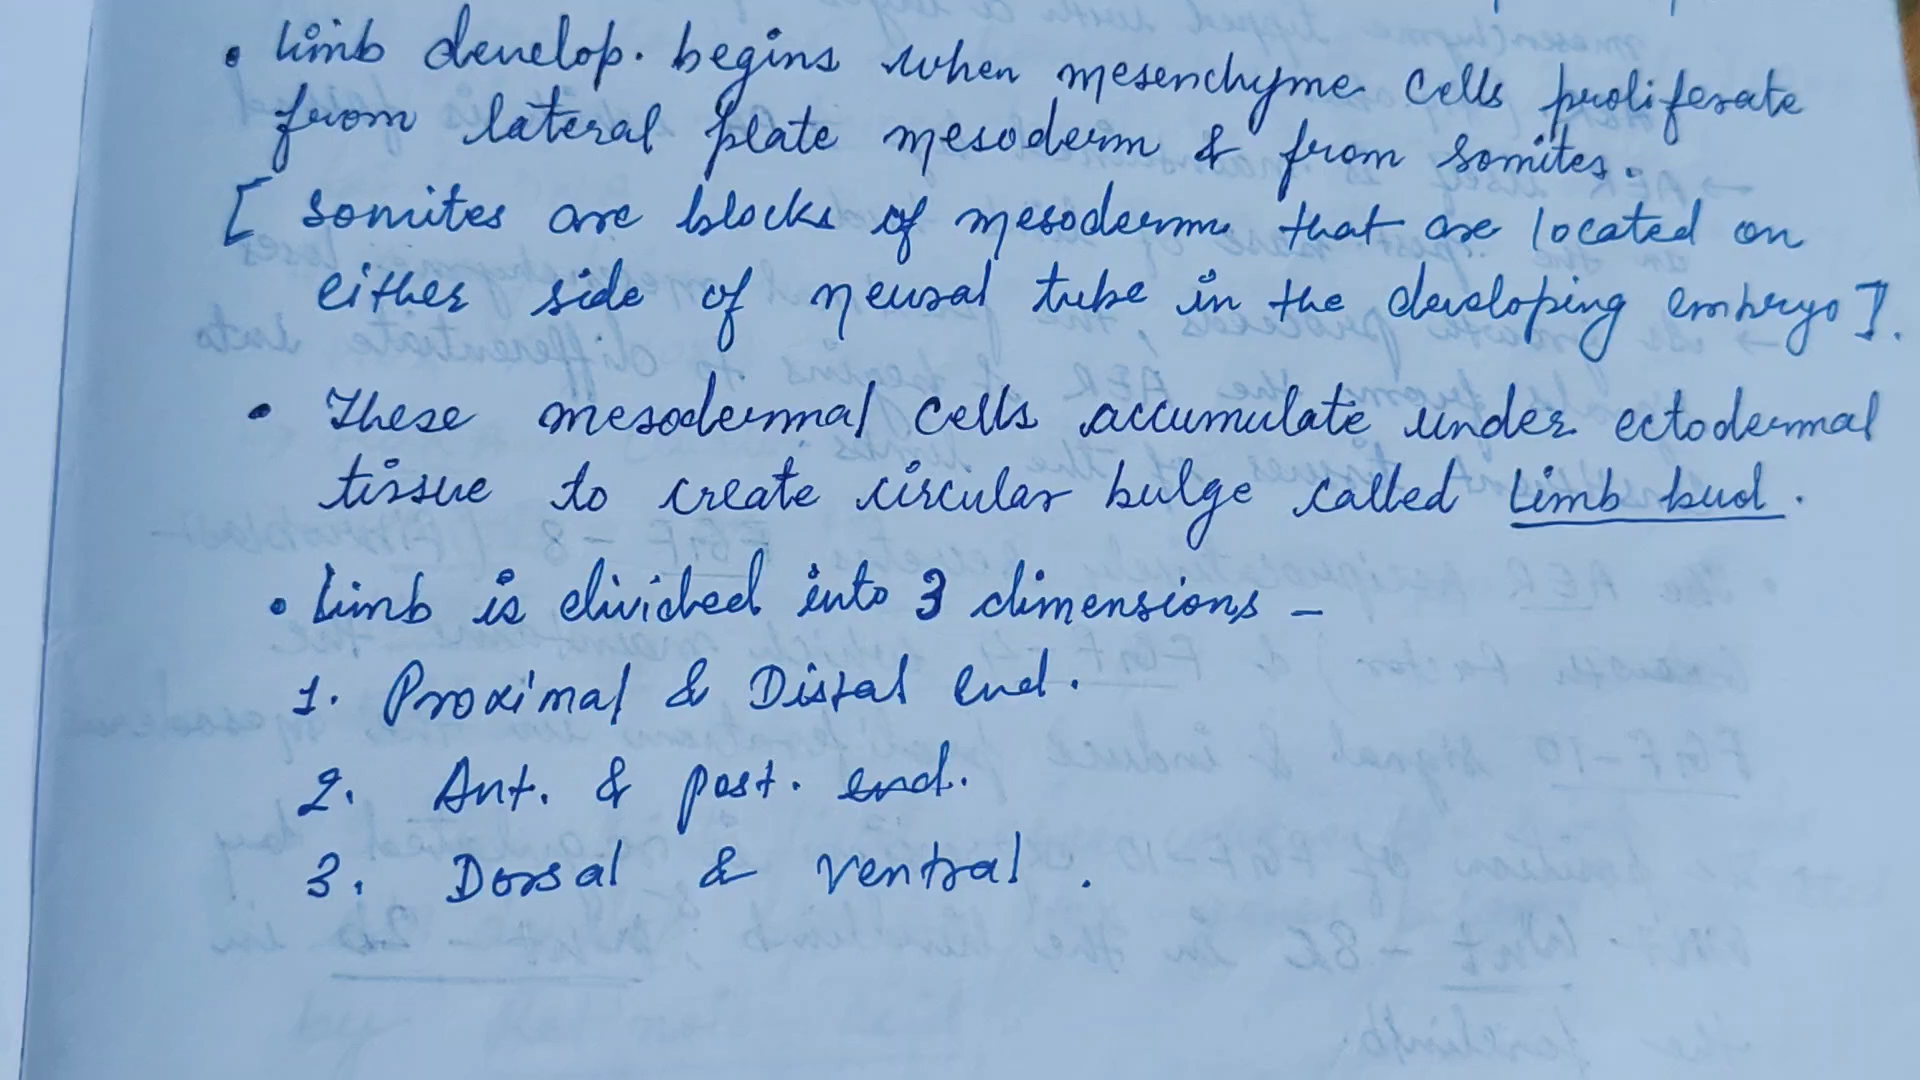 • Limb develop. begins when mesenchyme cells proliferate
from lateral plate mesoderm & from somites.
[ somites are blocks of mesoderm that are located on
either side of neural tube in the developing embryo ].
• These mesodermal cells accumulate under ectodermal
tissue to create circular bulge called Limb bud.
• Limb is divided into 3 dimensions -
1. Proximal & Distal end.
2. Ant. & post. end.
3. Dorsal & ventral.